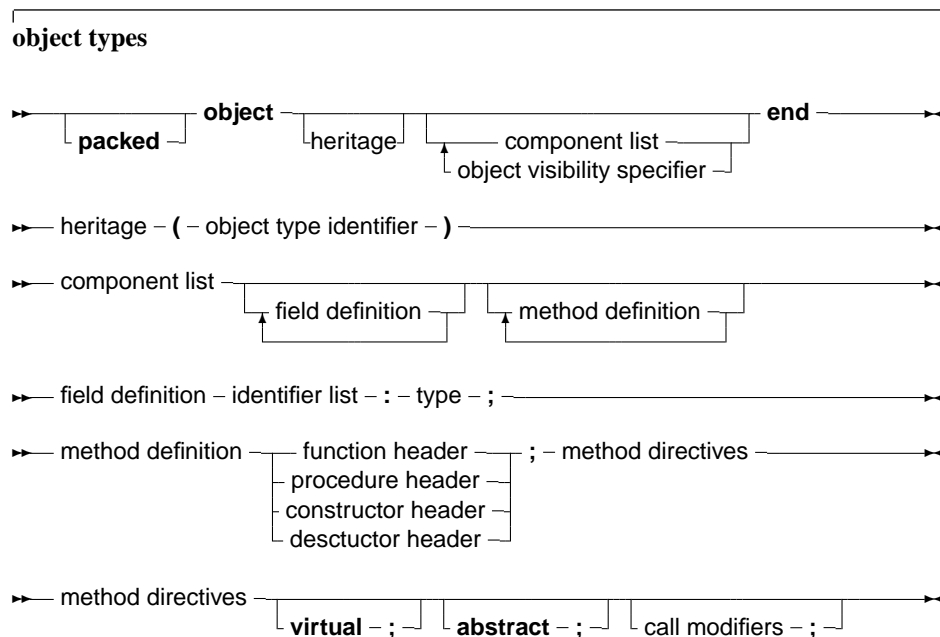 object types
object end
packed heritage component list
object visibility specifier
heritage ( object type identifier )
component list
field definition method definition
field definition identifier list : type ;
method definition function header ; method directives
procedure header
constructor header
desctuctor header
method directives
virtual ; abstract ; call modifiers ;